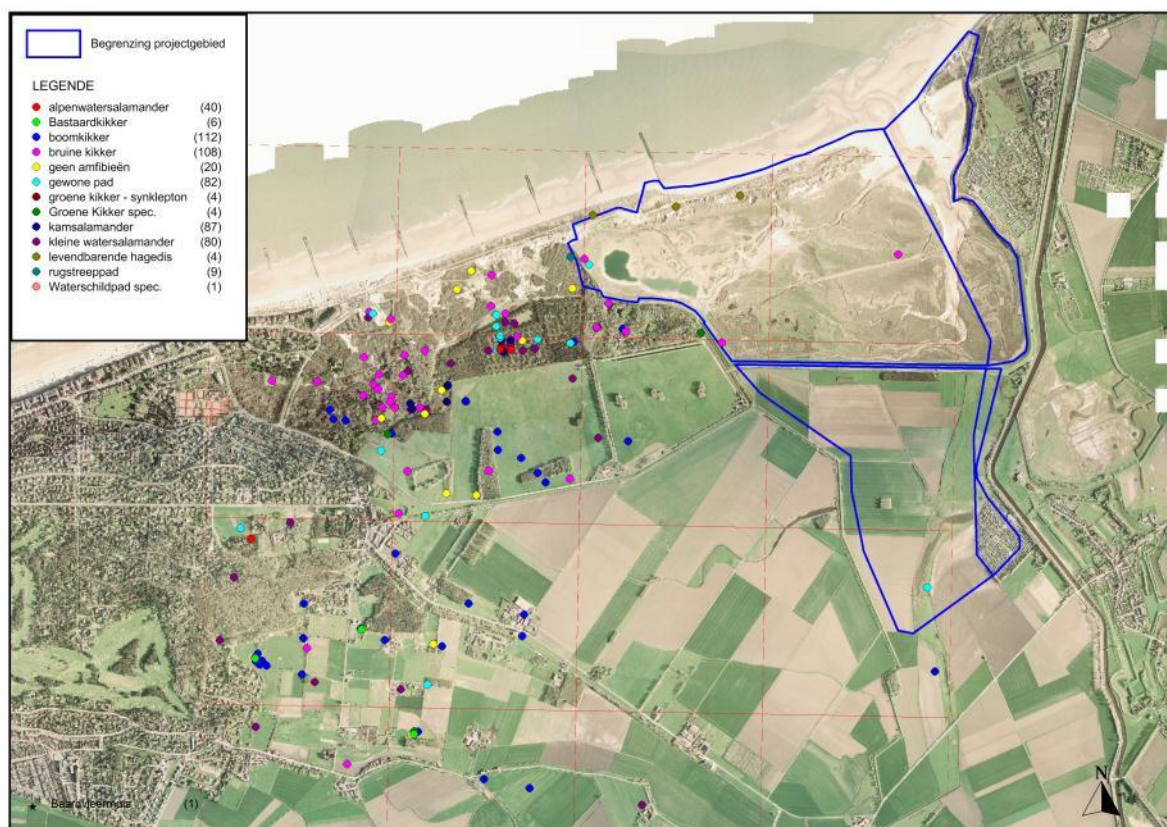 Begrenzing projectgebied
LEGENDE
alpenwatersalamander (40)
Bastaardkikker (6)
boomkikker (112)
bruine kikker (108)
geen amfibieën (20)
gewone pad (82)
groene kikker - synklepton (4)
Groene Kikker spec. (4)
kamsalamander (87)
kleine watersalamander (80)
levendbarende hagedis (4)
rugstreeppad (9)
Waterschildpad spec. (1)
(1)
N